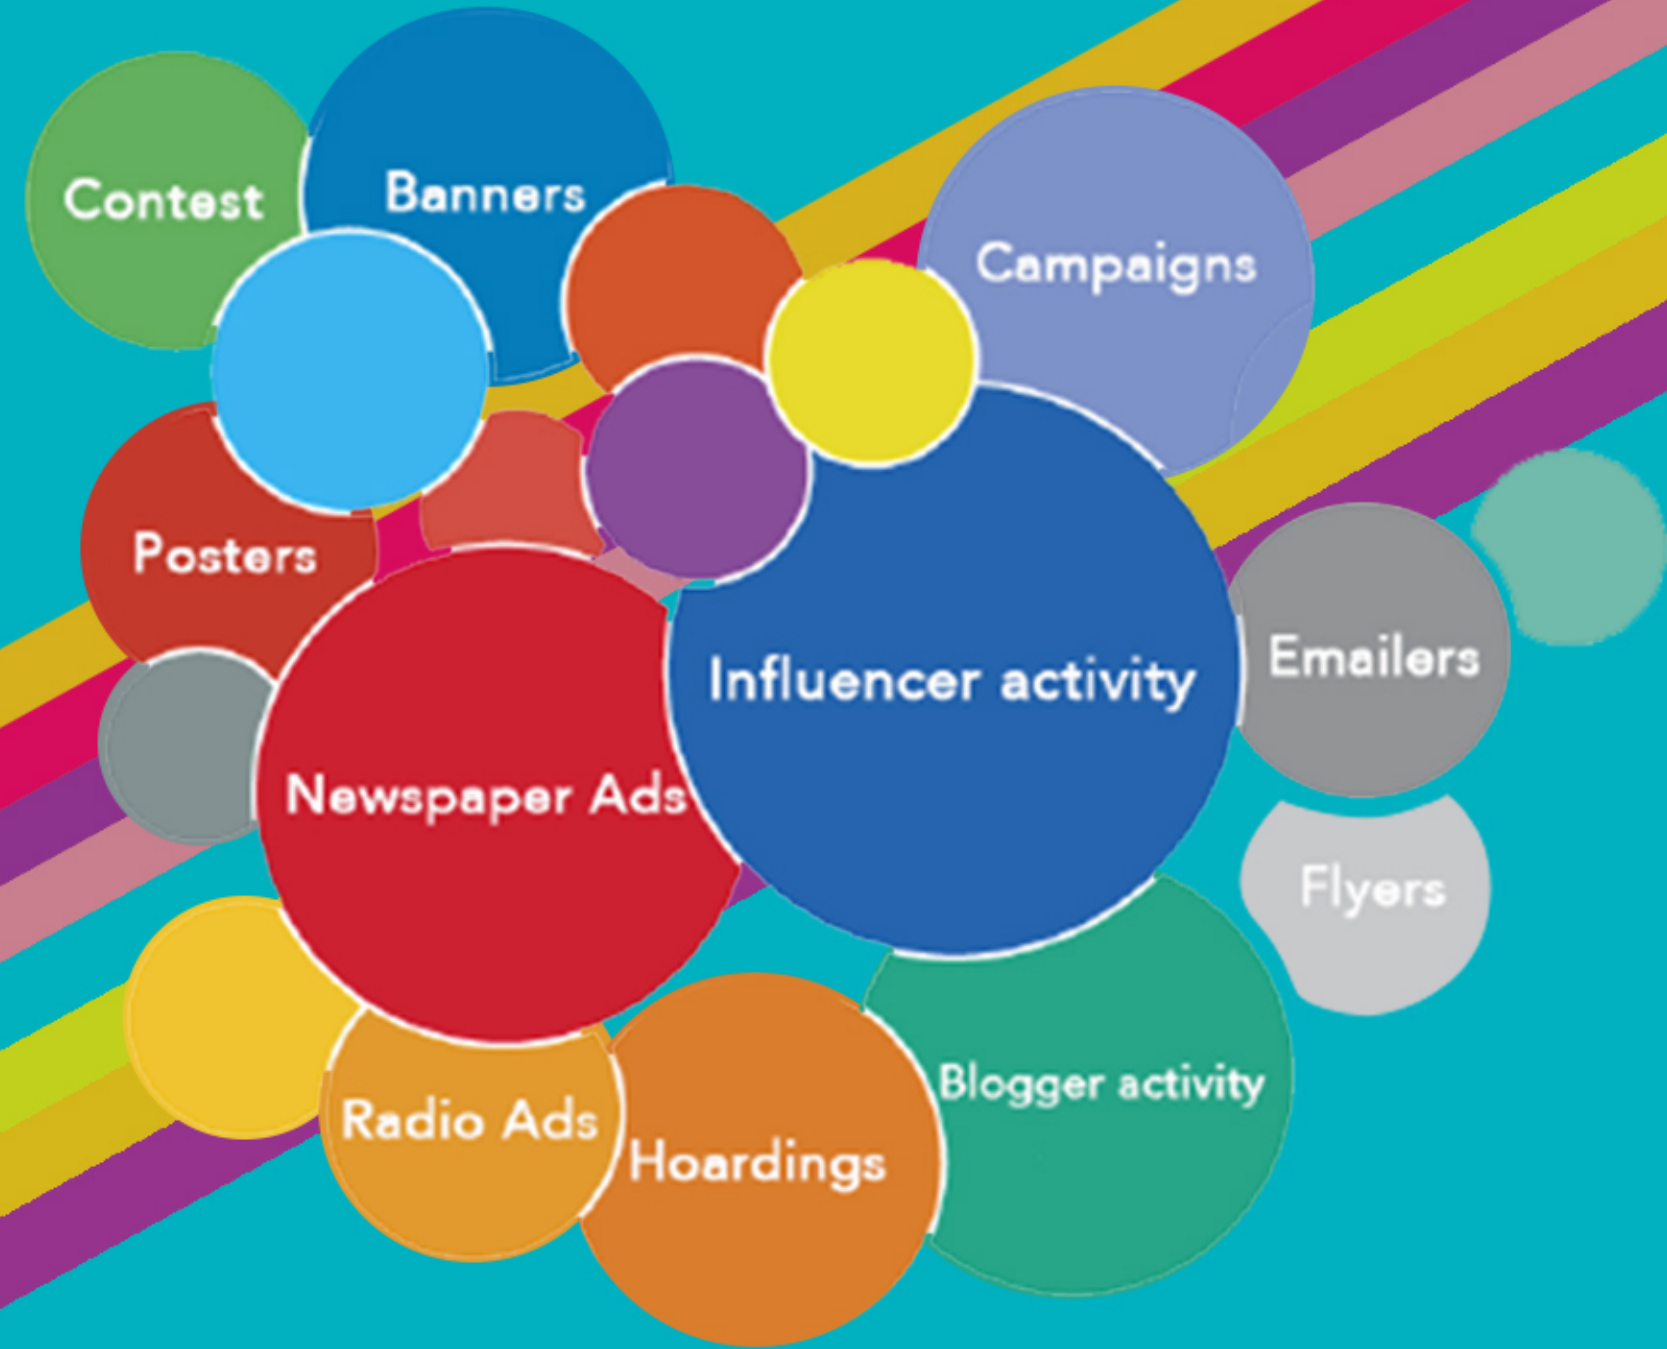 Contest
Banners
Campaigns
Posters
Emailers
Influencer activity
Newspaper Ads
Flyers
Blogger activity
Radio Ads
Hoardings